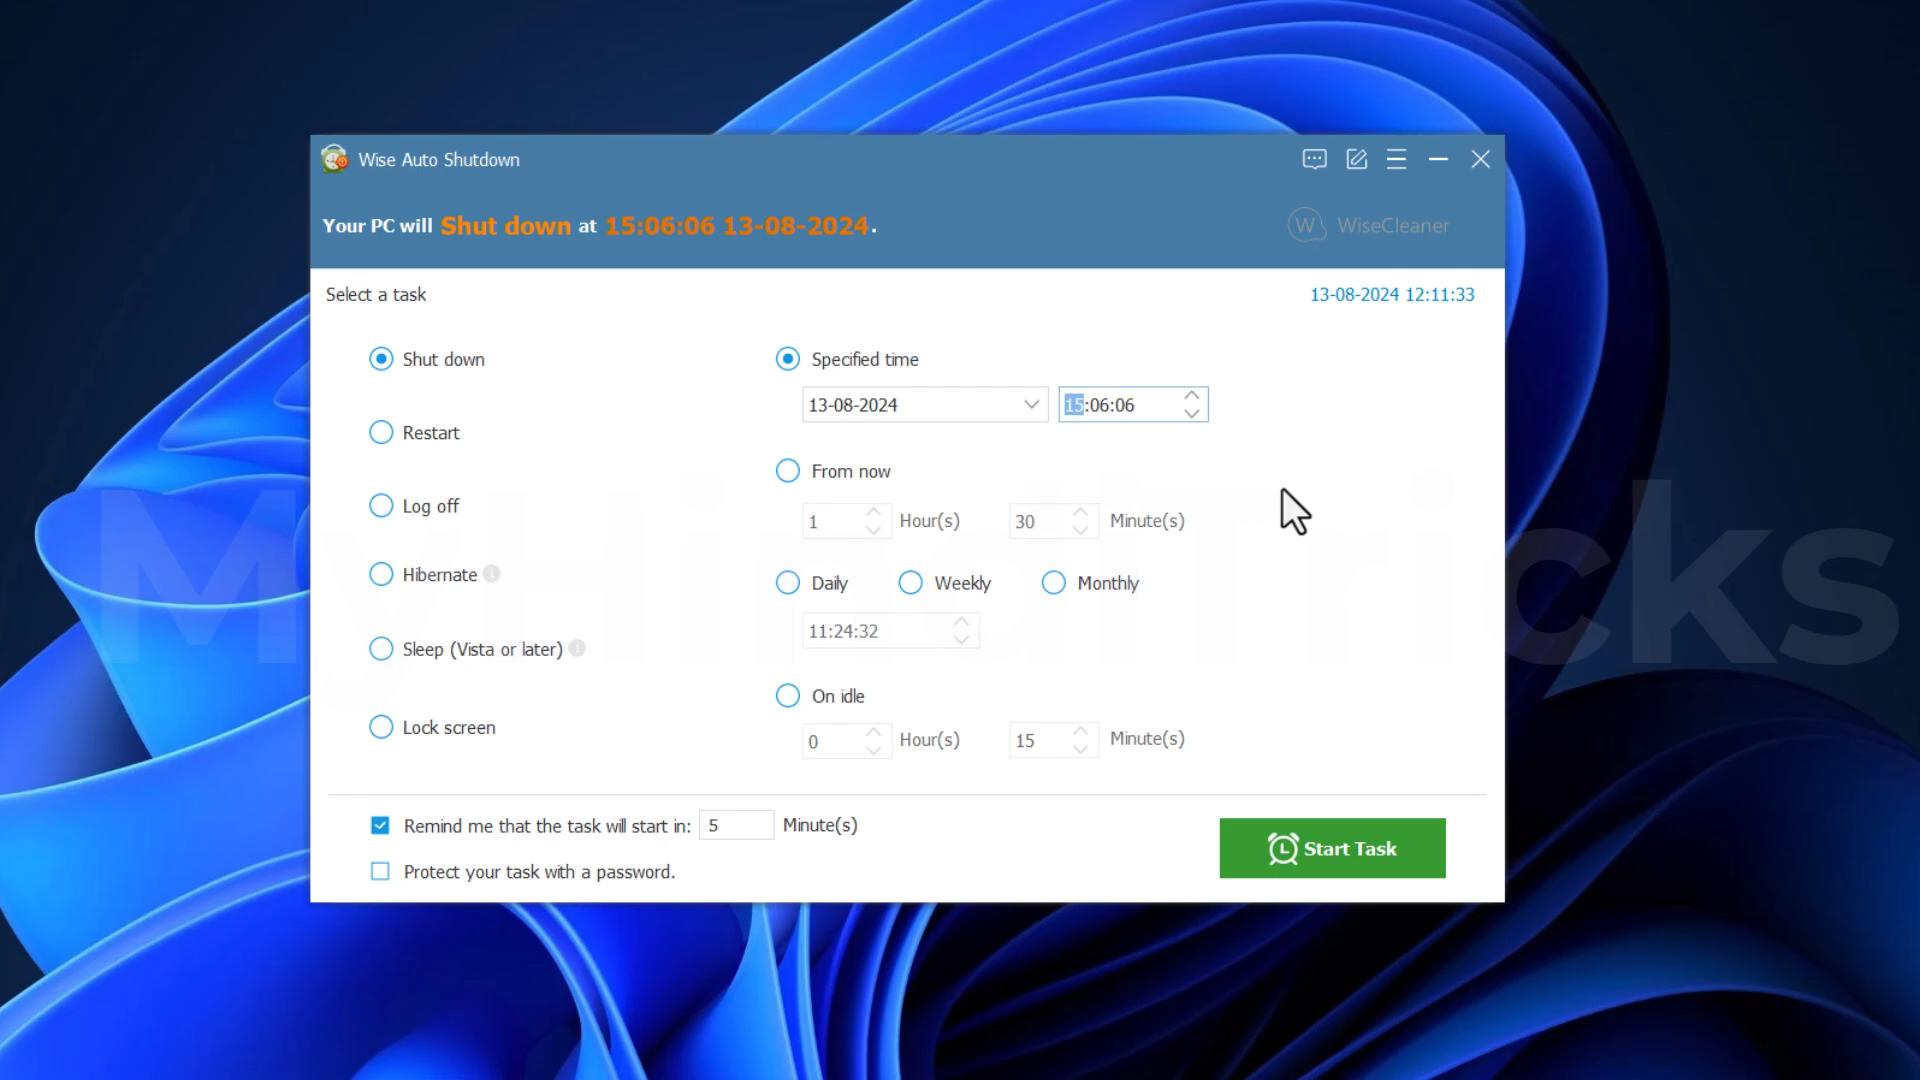 Wise Auto Shutdown
Your PC will Shut down at 15:06:06 13-08-2024.
W WiseCleaner
Select a task
13-08-2024 12:11:33
Shut down
Restart
Log off
Hibernate
Sleep (Vista or later)
Lock screen
Specified time
13-08-2024 15:06:06
From now
1 Hour(s) 30 Minute(s)
Daily Weekly Monthly
11:24:32
On idle
0 Hour(s) 15 Minute(s)
MyHindiTricks
Remind me that the task will start in: 5 Minute(s)
Protect your task with a password.
Start Task